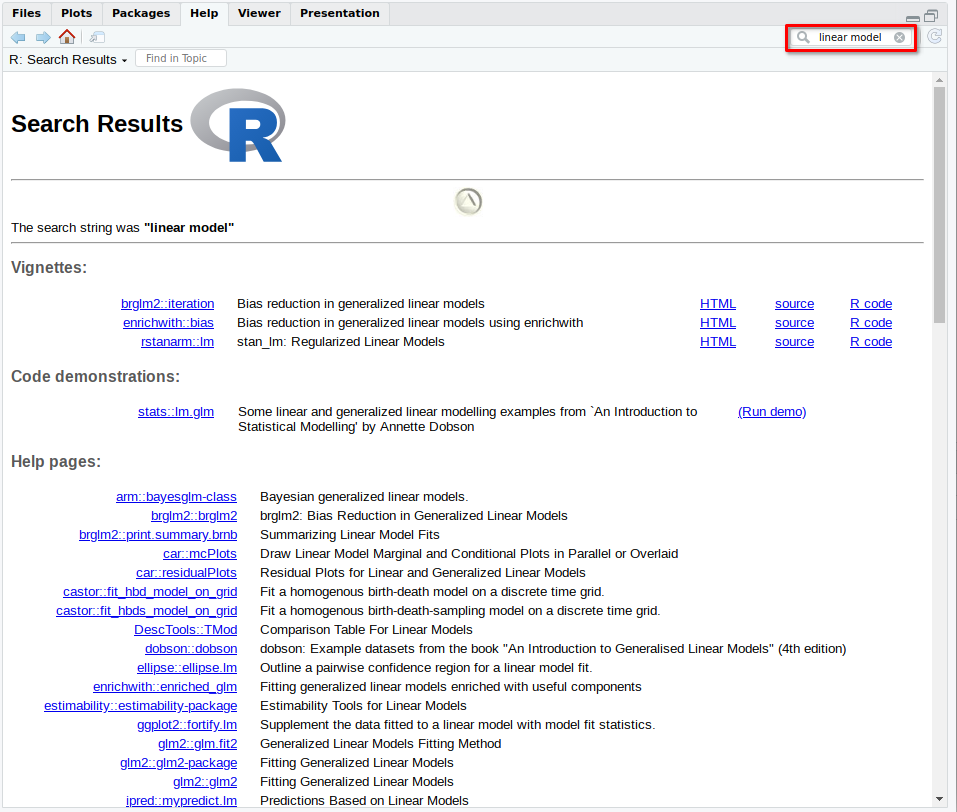 Files Plots Packages Help Viewer Presentation
linear model
R: Search Results Find in Topic
Search Results R
The search string was "linear model"
Vignettes:
brglm2::iteration Bias reduction in generalized linear models HTML source R code
enrichwith::bias Bias reduction in generalized linear models using enrichwith HTML source R code
rstanarm::lm stan_lm: Regularized Linear Models HTML source R code
Code demonstrations:
stats::lm.glm Some linear and generalized linear modelling examples from `An Introduction to (Run demo)
Statistical Modelling' by Annette Dobson
Help pages:
arm::bayesglm-class Bayesian generalized linear models.
brglm2::brglm2 brglm2: Bias Reduction in Generalized Linear Models
brglm2::print.summary.brnb Summarizing Linear Model Fits
car::mcPlots Draw Linear Model Marginal and Conditional Plots in Parallel or Overlaid
car::residualPlots Residual Plots for Linear and Generalized Linear Models
castor::fit_hbd_model_on_grid Fit a homogenous birth-death model on a discrete time grid.
castor::fit_hbds_model_on_grid Fit a homogenous birth-death-sampling model on a discrete time grid.
DescTools::TMod Comparison Table For Linear Models
dobson::dobson dobson: Example datasets from the book "An Introduction to Generalised Linear Models" (4th edition)
ellipse::ellipse.lm Outline a pairwise confidence region for a linear model fit.
enrichwith::enriched_glm Fitting generalized linear models enriched with useful components
estimability::estimability-package Estimability Tools for Linear Models
ggplot2::fortify.lm Supplement the data fitted to a linear model with model fit statistics.
glm2::glm.fit2 Generalized Linear Models Fitting Method
glm2::glm2-package Fitting Generalized Linear Models
glm2::glm2 Fitting Generalized Linear Models
ipred::mypredict.lm Predictions Based on Linear Models